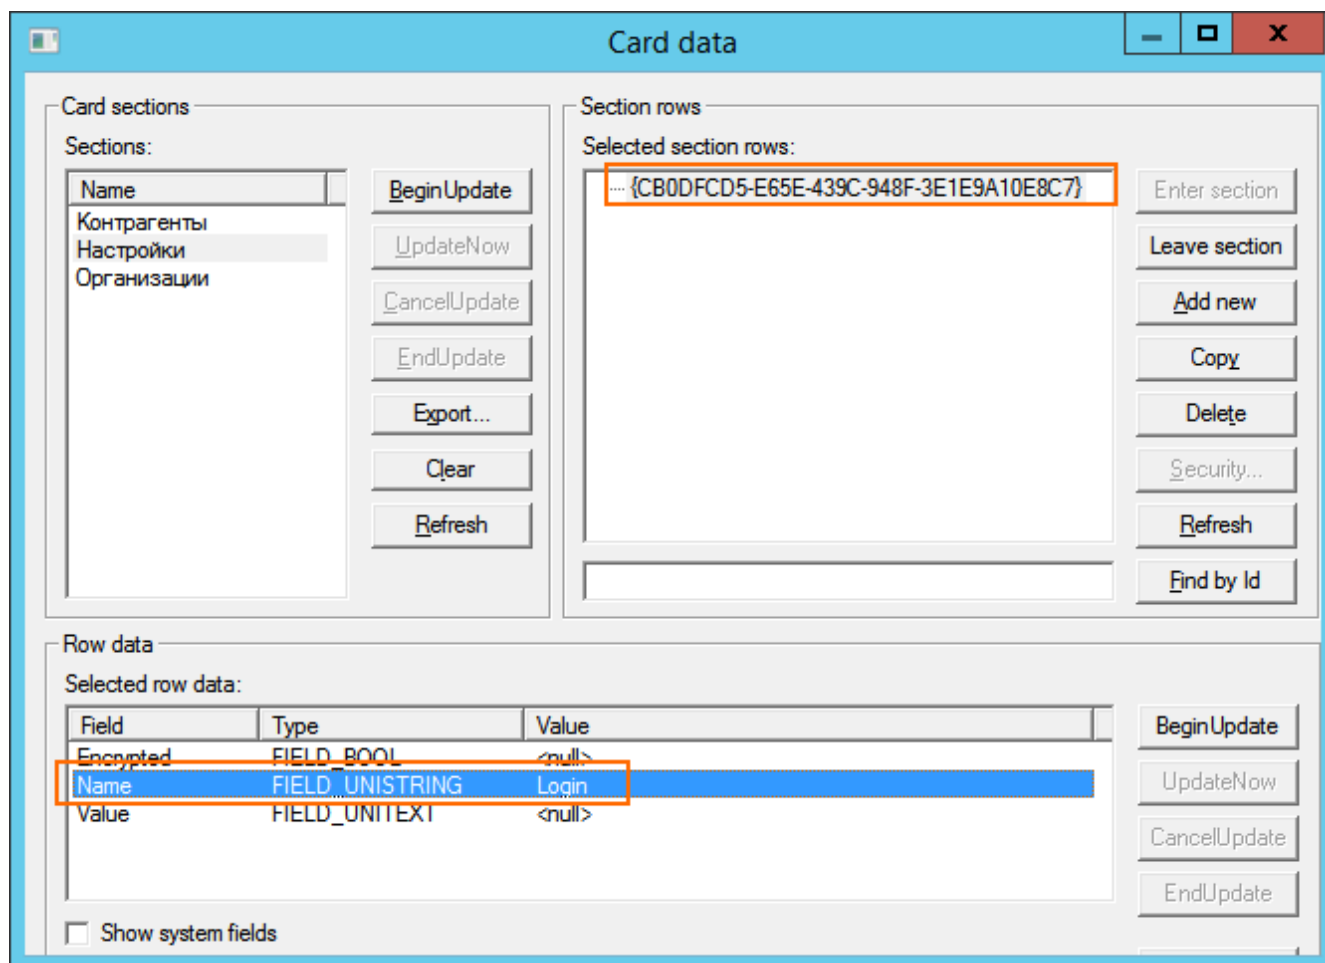 Card data
Card sections
Sections:
Name
Контрагенты
Настройки
Организации
BeginUpdate
UpdateNow
CancelUpdate
EndUpdate
Export...
Clear
Refresh
Section rows
Selected section rows:
{CB0DFCD5-E65E-439C-948F-3E1E9A10E8C7}
Enter section
Leave section
Add new
Copy
Delete
Security...
Refresh
Find by Id
Row data
Selected row data:
Field Type Value
Encrypted FIELD_BOOL <null>
Name FIELD_UNISTRING Login
Value FIELD_UNITEXT <null>
BeginUpdate
UpdateNow
CancelUpdate
EndUpdate
Show system fields